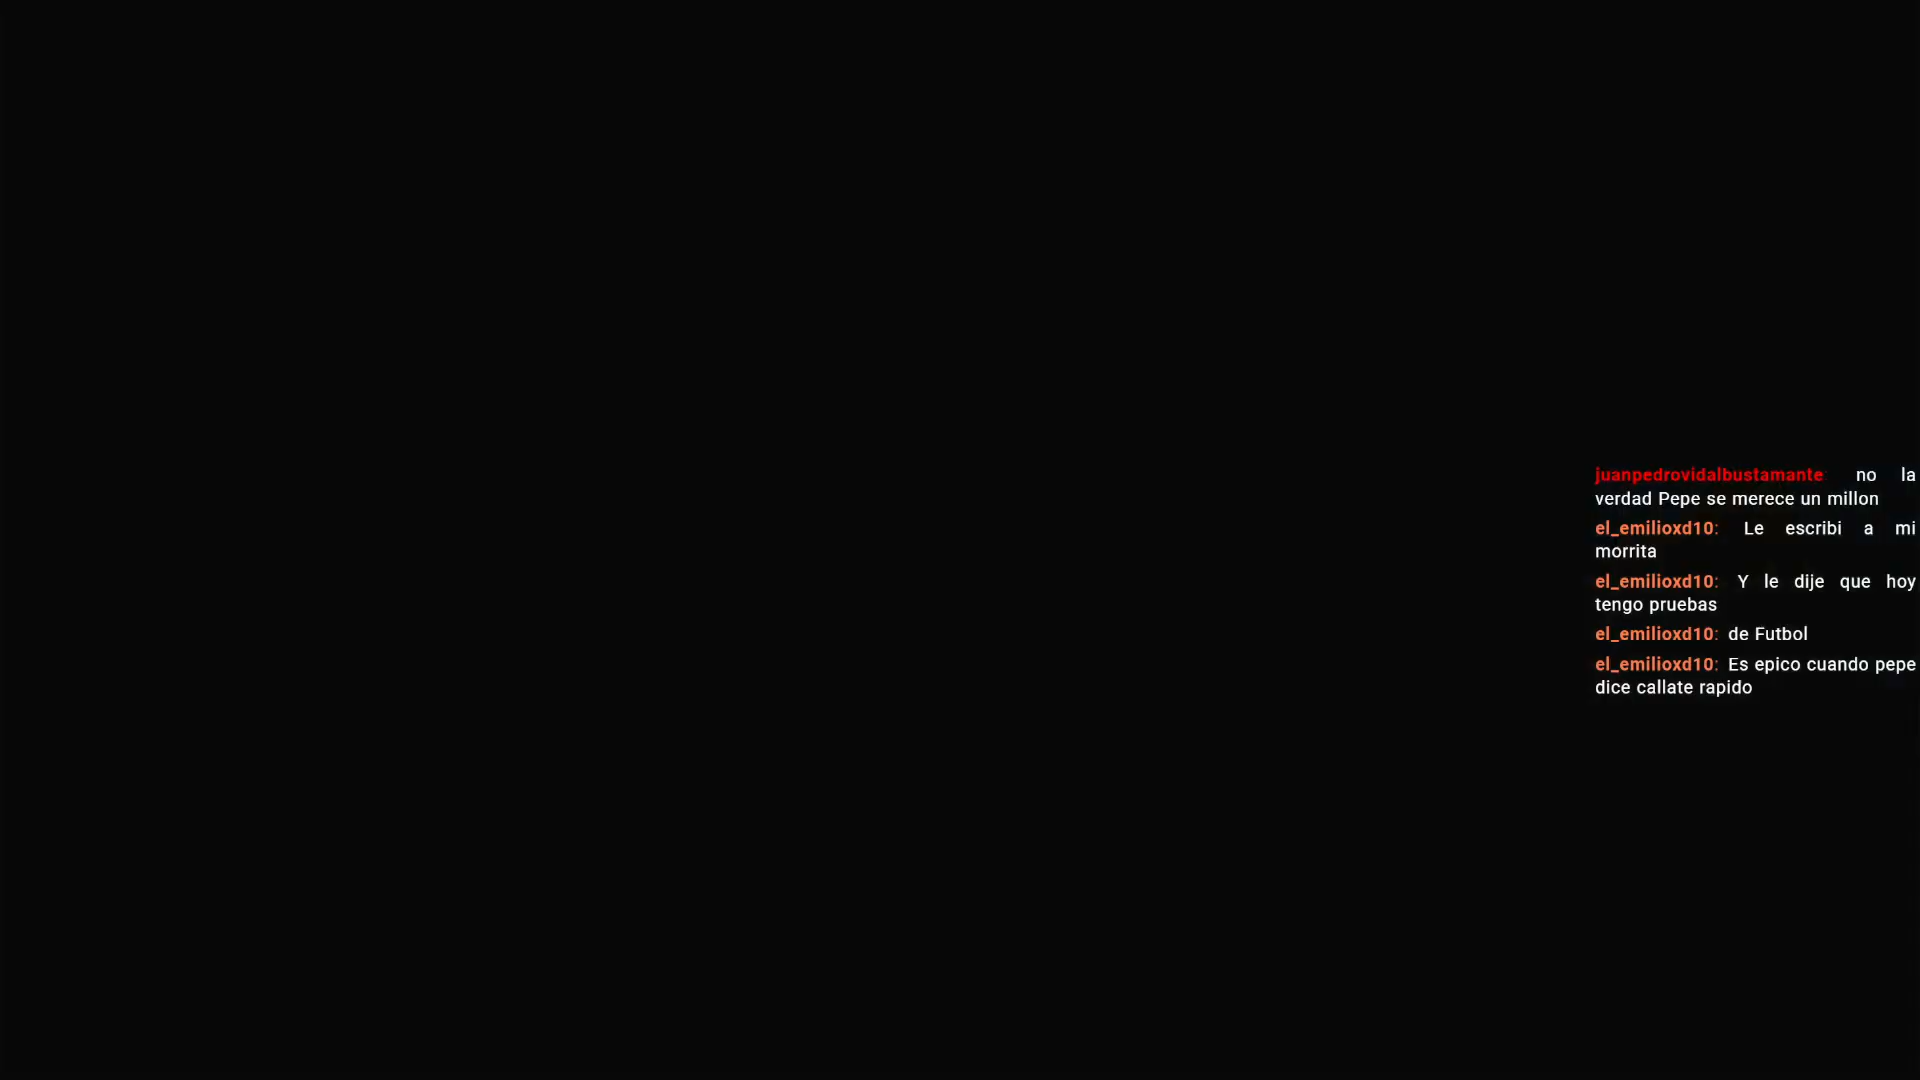 juanpedrovidalbustamante: no la
verdad Pepe se merece un millon
el_emilioxd10: Le escribi a mi
morrita
el_emilioxd10: Y le dije que hoy
tengo pruebas
el_emilioxd10: de Futbol
el_emilioxd10: Es epico cuando pepe
dice callate rapido